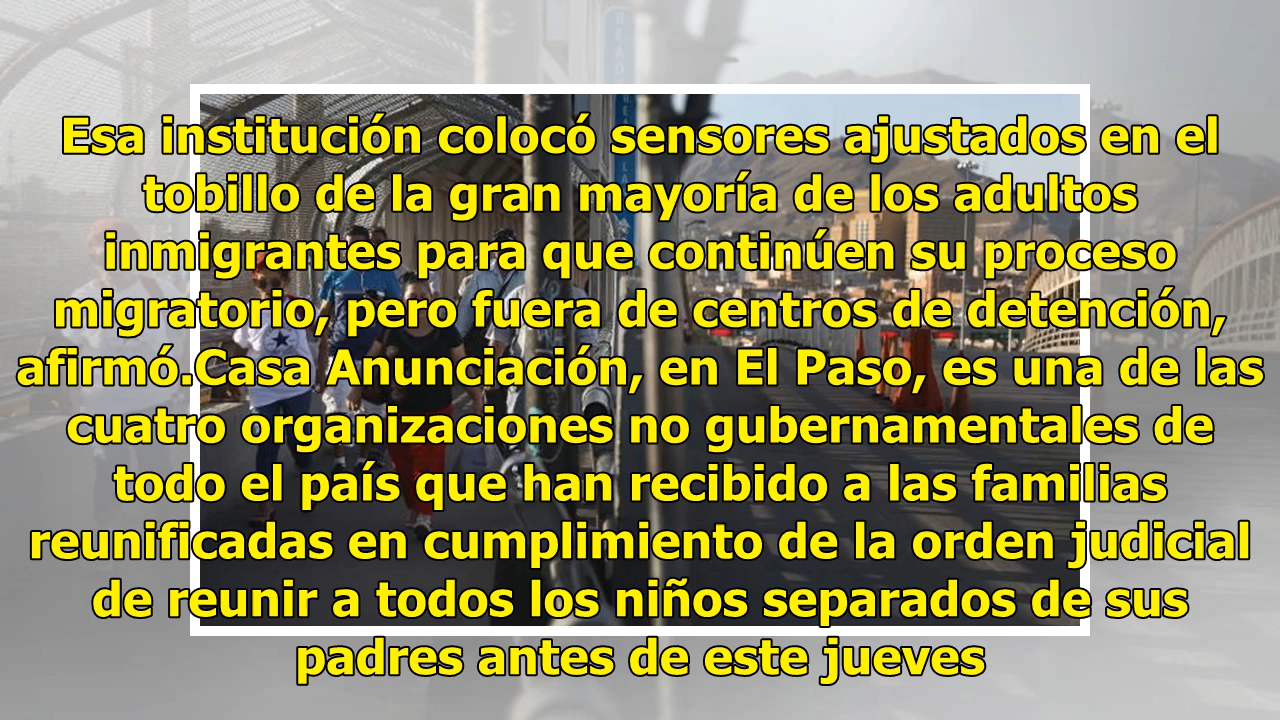 Esa institución colocó sensores ajustados en el
tobillo de la gran mayoría de los adultos
inmigrantes para que continúen su proceso
migratorio, pero fuera de centros de detención,
afirmó.Casa Anunciación, en El Paso, es una de las
cuatro organizaciones no gubernamentales de
todo el país que han recibido a las familias
reunificadas en cumplimiento de la orden judicial
de reunir a todos los niños separados de sus
padres antes de este jueves